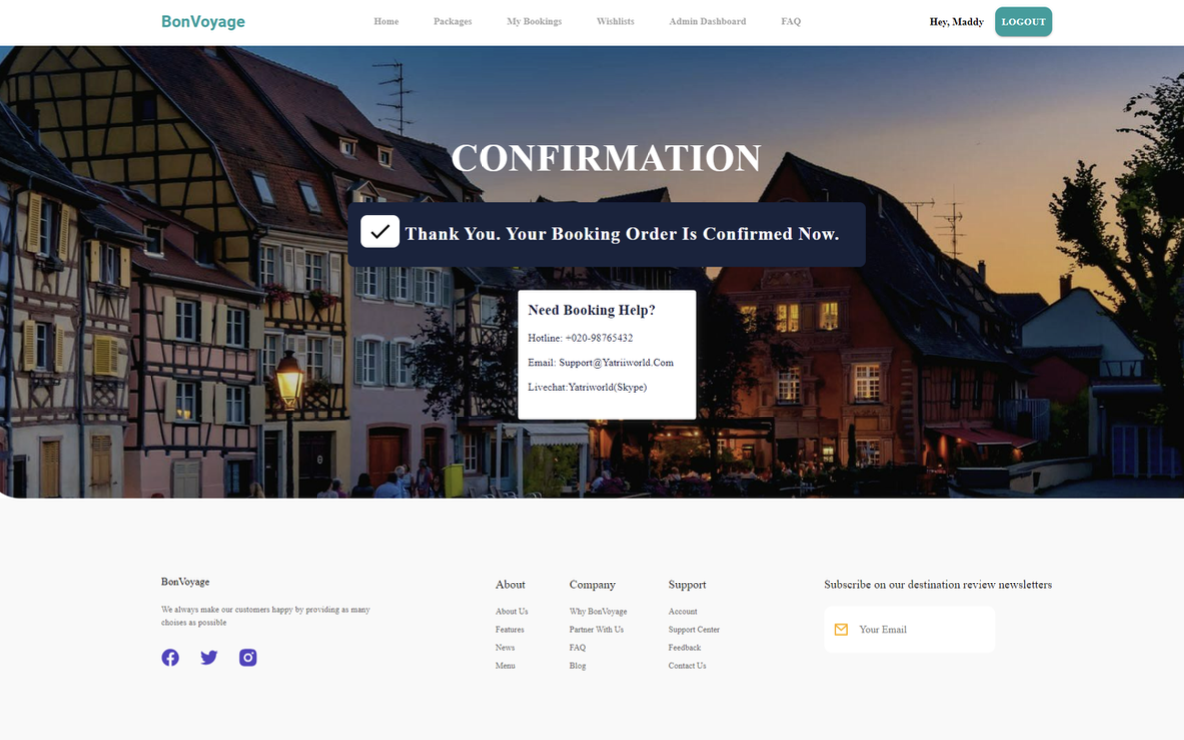 BonVoyage
Home Packages My Bookings Wishlists Admin Dashboard FAQ
Hey, Maddy LOGOUT
CONFIRMATION
Thank You. Your Booking Order Is Confirmed Now.
Need Booking Help?
Hotline: +020-98765432
Email: Support@Yatriiworld.Com
Livechat:Yatriworld(Skype)
BonVoyage
We always make our customers happy by providing as many
choises as possible
About
About Us
Features
News
Menu
Company
Why BonVoyage
Partner With Us
FAQ
Blog
Support
Account
Support Center
Feedback
Contact Us
Subscribe on our destination review newsletters
Your Email